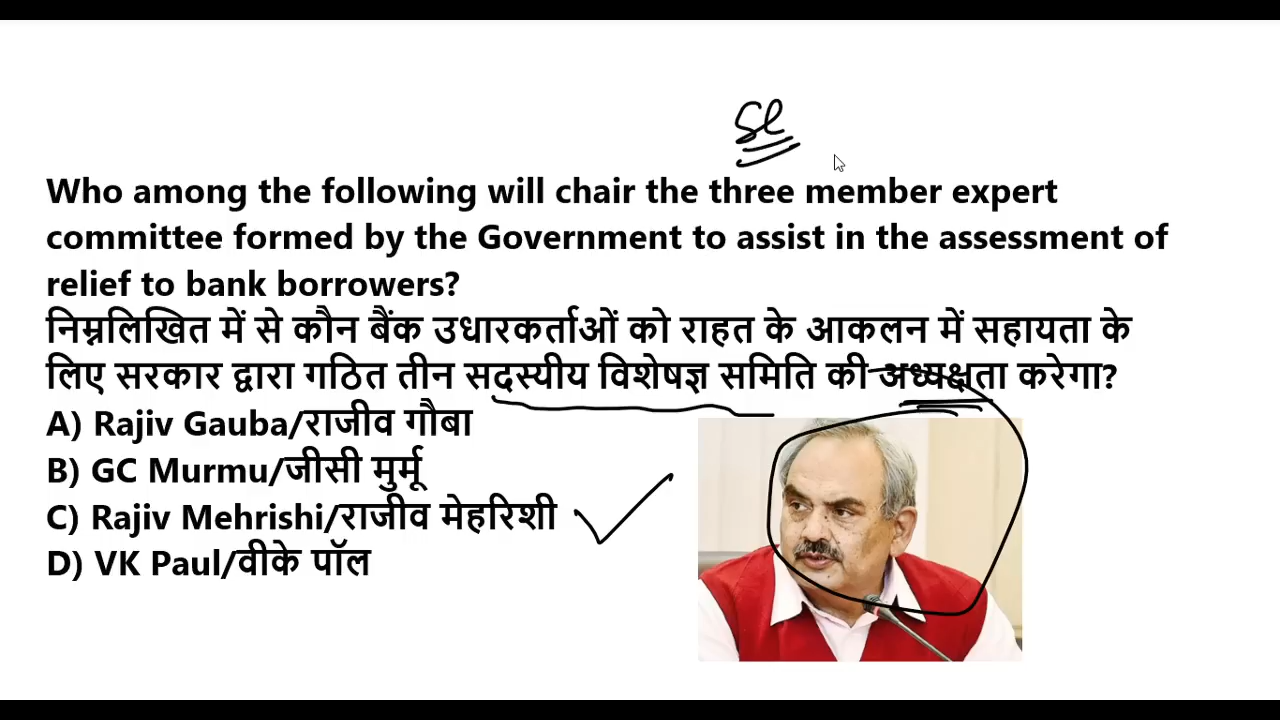 SC
Who among the following will chair the three member expert
committee formed by the Government to assist in the assessment of
relief to bank borrowers?
निम्नलिखित में से कौन बैंक उधारकर्ताओं को राहत के आकलन में सहायता के
लिए सरकार द्वारा गठित तीन सदस्यीय विशेषज्ञ समिति की अध्यक्षता करेगा?
A) Rajiv Gauba/राजीव गौबा
B) GC Murmu/जीसी मुर्मू
C) Rajiv Mehrishi/राजीव मेहरिशी
D) VK Paul/वीके पॉल